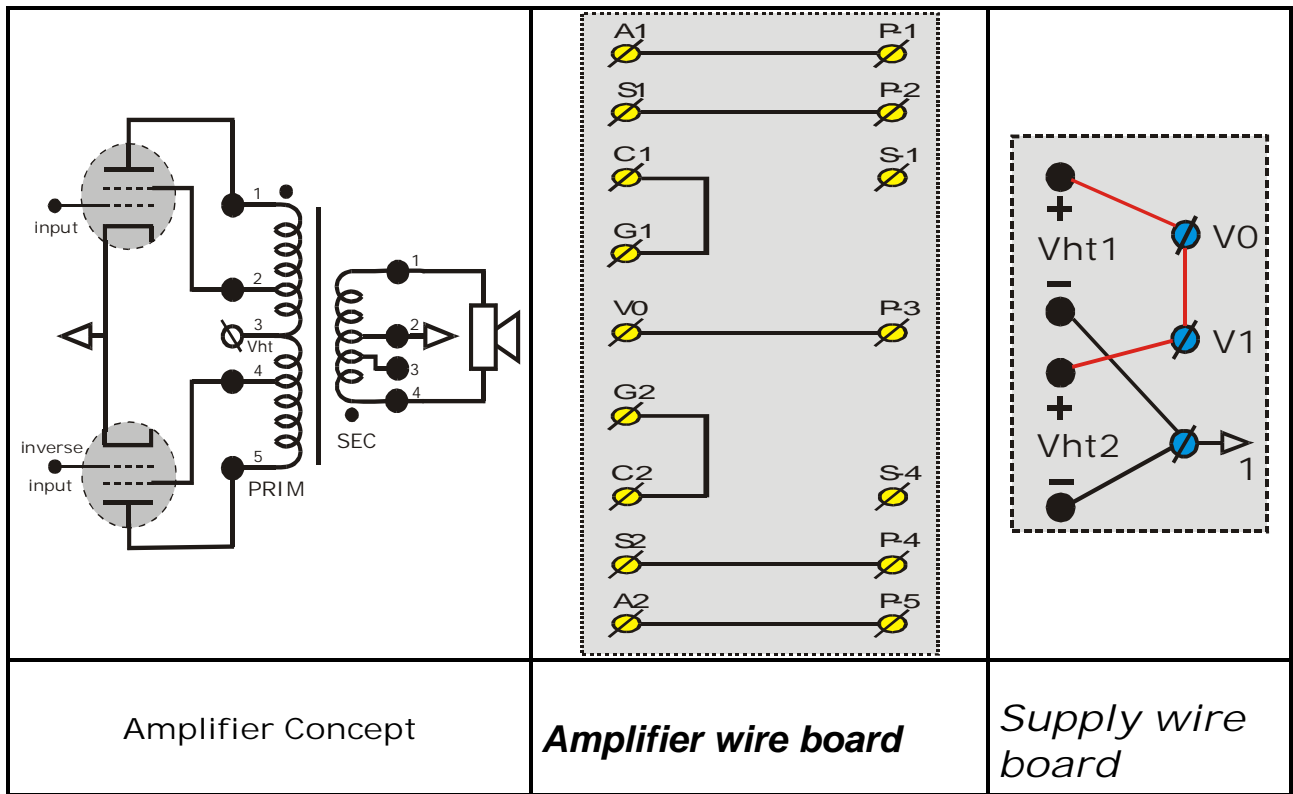 input
inverse
input
1
2
3
Vht
4
5
PRIM
1
2
3
4
SEC
A1 P-1
S1 P-2
C1 S-1
G1
V0 P-3
G2
C2 S-4
S2 P-4
A2 P-5
+
Vht1
−
+
Vht2
−
V0
V1
1
Amplifier Concept
Amplifier wire board
Supply wire
board